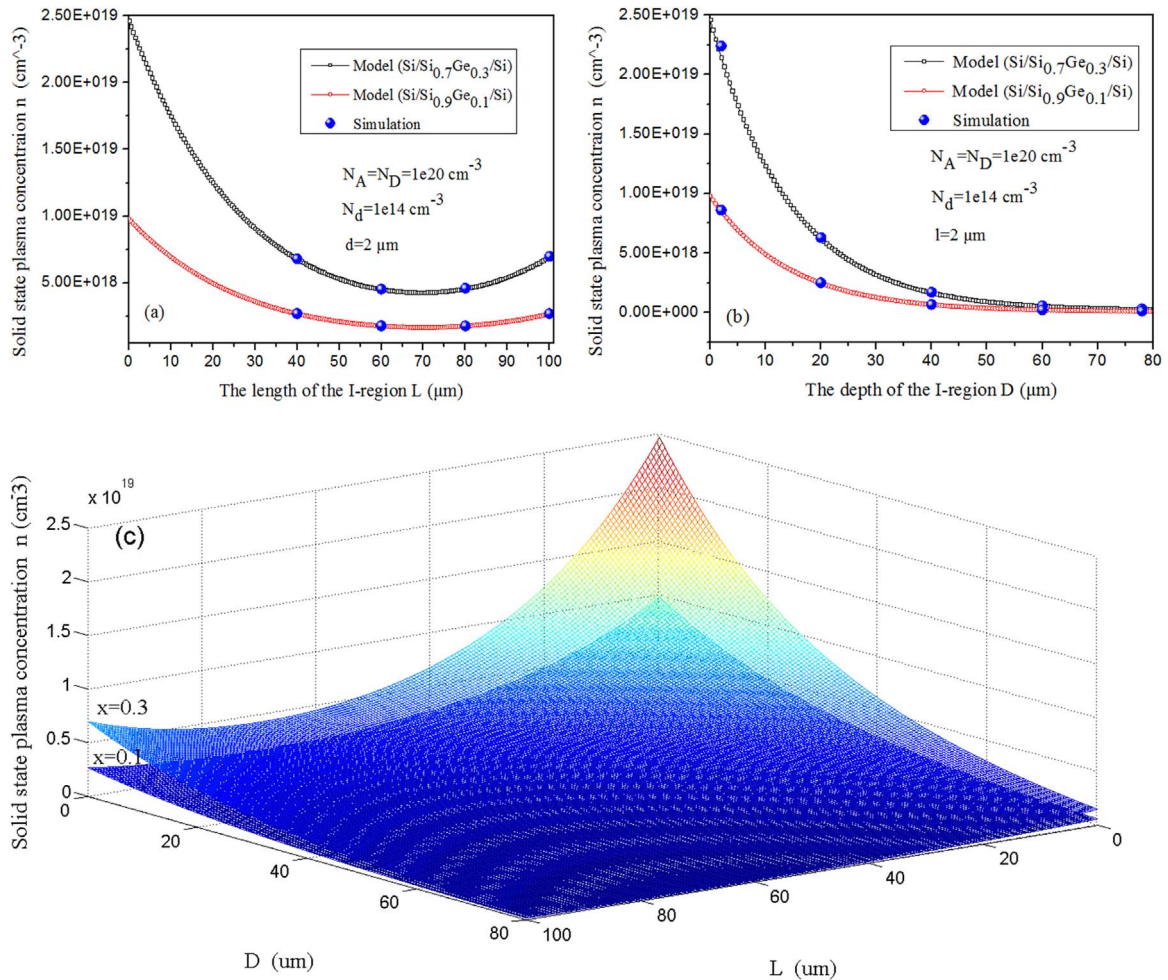 2.50E+019
2.00E+019
1.50E+019
1.00E+019
5.00E+018
Solid state plasma concentration n (cm^-3)
Model (Si/Si0.7Ge0.3/Si)
Model (Si/Si0.9Ge0.1/Si)
Simulation
NA=ND=1e20 cm-3
Nd=1e14 cm-3
d=2 μm
(a)
0 10 20 30 40 50 60 70 80 90 100
The length of the I-region L (μm)
2.50E+019
2.00E+019
1.50E+019
1.00E+019
5.00E+018
0.00E+000
Solid state plasma concentraion n (cm^-3)
Model (Si/Si0.7Ge0.3/Si)
Model (Si/Si0.9Ge0.1/Si)
Simulation
NA=ND=1e20 cm-3
Nd=1e14 cm-3
l=2 μm
(b)
0 10 20 30 40 50 60 70 80
The depth of the I-region D (μm)
Solid state plasma concentration n (cm-3)
x 10^19
(c)
2.5
2
1.5
1
0.5
0
x=0.3
x=0.1
0
20
40
60
80
D (um)
100
80
60
40
20
0
L (um)